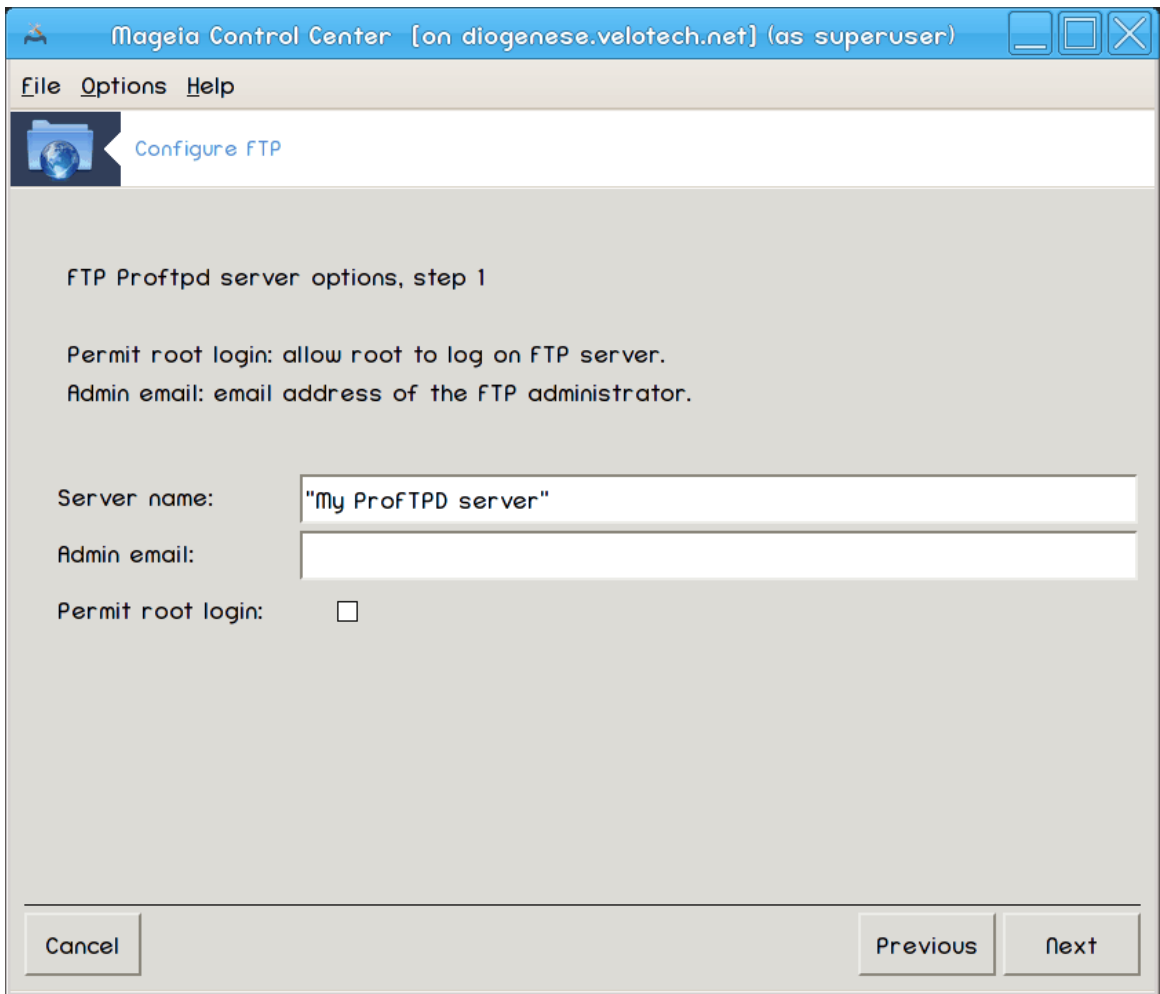 Mageia Control Center [on diogenese.velotech.net] (as superuser)
File Options Help
Configure FTP
FTP Proftpd server options, step 1
Permit root login: allow root to log on FTP server.
Admin email: email address of the FTP administrator.
Server name: "My ProFTPD server"
Admin email:
Permit root login:
Cancel Previous Next